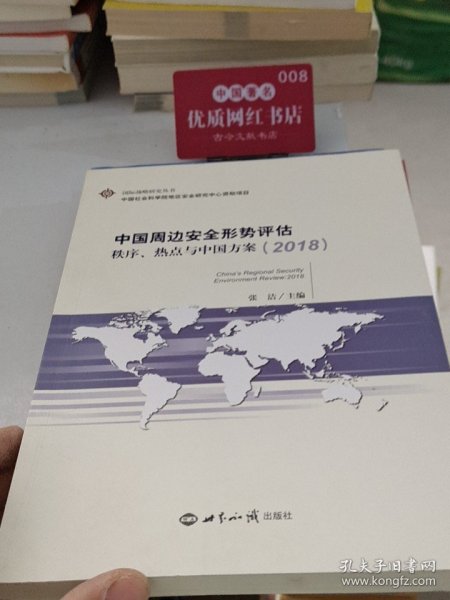 008
中国著名
优质网红书店
古今文献书店
国际战略研究丛书
中国社会科学院地区安全研究中心资助项目
中国周边安全形势评估
秩序、热点与中国方案（2018）
China's Regional Security
Environment Review:2018
张 洁／主编
世界知识出版社
孔夫子旧书网
www.kongfz.com